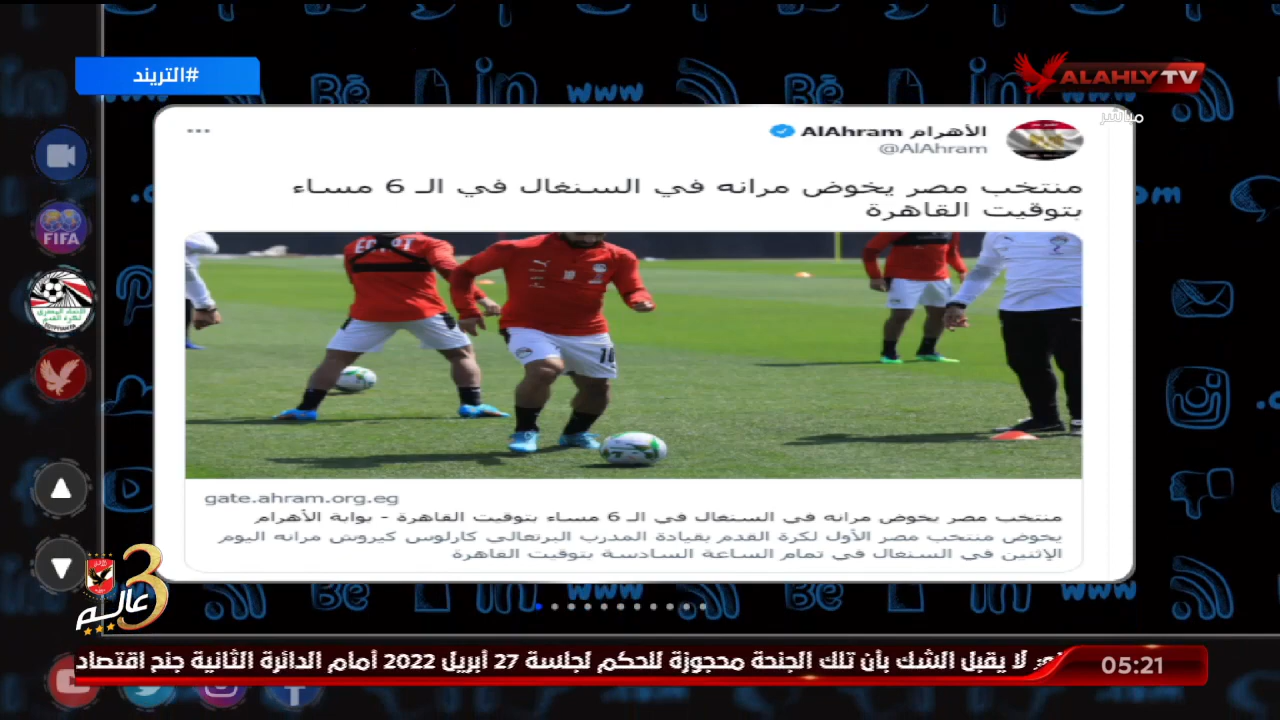 #التريند
ALAHLY TV
مباشر
الأهرام AlAhram
@AlAhram
منتخب مصر يخوض مرانه في السنغال في الـ 6 مساء
بتوقيت القاهرة
FIFA
EGYPT
10
10
gate.ahram.org.eg
منتخب مصر يخوض مرانه في السنغال في الـ 6 مساء بتوقيت القاهرة - بوابة الأهرام
يخوض منتخب مصر الأول لكرة القدم بقيادة المدرب البرتغالي كارلوس كيروش مرانه اليوم
الإثنين في السنغال في تمام الساعة السادسة بتوقيت القاهرة
3
عالم
لا يقبل الشك بأن تلك الجنحة محجوزة للحكم لجلسة 27 أبريل 2022 أمام الدائرة الثانية جنح اقتصاد
05:21